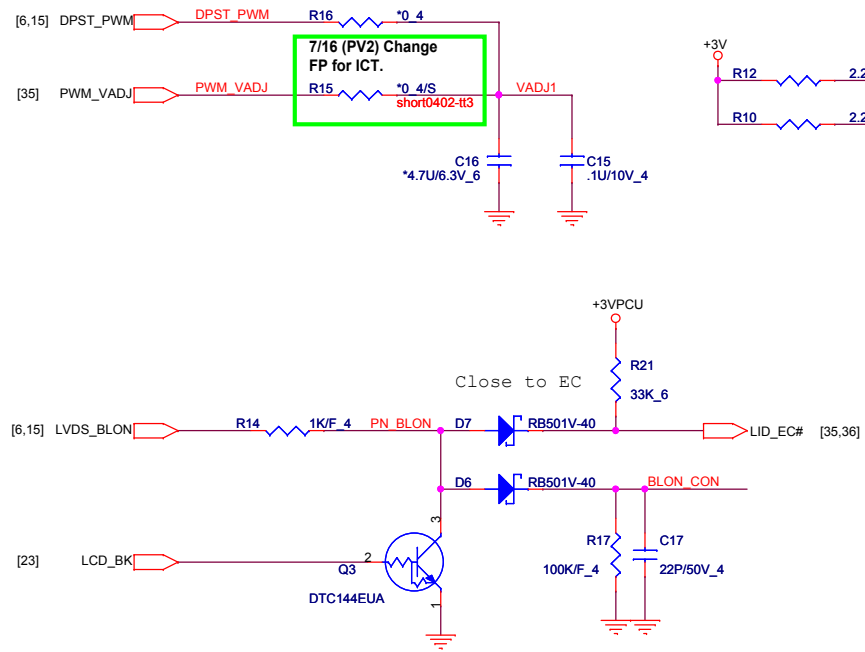 [6,15] DPST_PWM DPST_PWM R16 *0_4
7/16 (PV2) Change
FP for ICT.
+3V
R12 2.2
[35] PWM_VADJ PWM_VADJ R15 *0_4/S VADJ1
short0402-tt3
R10 2.2
C16 C15
*4.7U/6.3V_6 .1U/10V_4
+3VPCU
R21
Close to EC
33K_6
[6,15] LVDS_BLON R14 1K/F_4 PN_BLON D7 RB501V-40 LID_EC# [35,36]
D6 RB501V-40 BLON_CON
3
R17 C17
[23] LCD_BK 2
Q3 100K/F_4 22P/50V_4
DTC144EUA 1